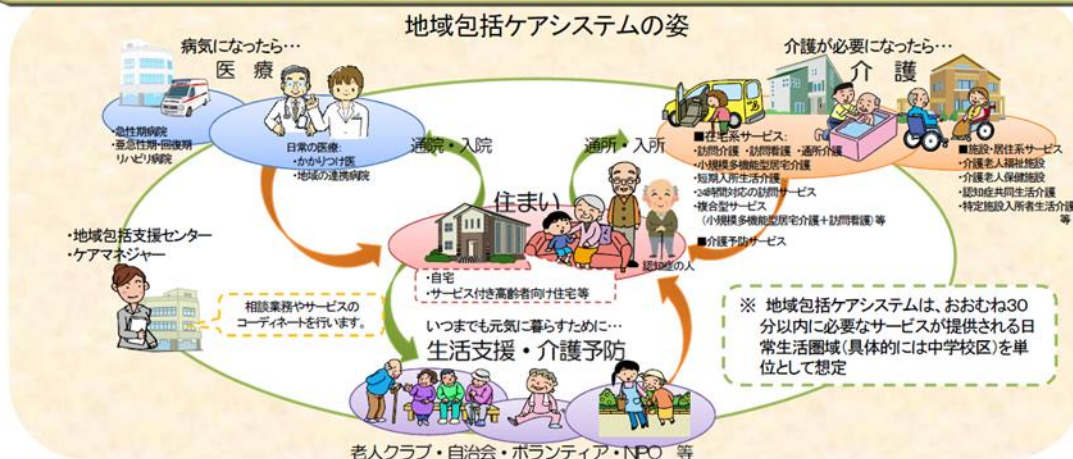 地域包括ケアシステムの姿
病気になったら…
医 療
・急性期病院
・亜急性期・回復期
リハビリ病院
日常の医療:
・かかりつけ医
・地域の連携病院
通院・入院
通所・入所
介護が必要になったら…
介 護
■在宅系サービス:
・訪問介護 ・訪問看護 ・通所介護
・小規模多機能型居宅介護
・短期入所生活介護
・24時間対応の訪問サービス
・複合型サービス
(小規模多機能型居宅介護+訪問看護)等
■介護予防サービス
■施設・居住系サービス
・介護老人福祉施設
・介護老人保健施設
・認知症共同生活介護
・特定施設入所者生活介護
等
住まい
認知症の人
・自宅
・サービス付き高齢者向け住宅等
・地域包括支援センター
・ケアマネジャー
相談業務やサービスの
コーディネートを行います。
いつまでも元気に暮らすために…
生活支援・介護予防
老人クラブ・自治会・ボランティア・NPO 等
※ 地域包括ケアシステムは、おおむね30
分以内に必要なサービスが提供される日
常生活圏域(具体的には中学校区)を単
位として想定